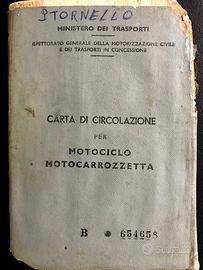 STORNELLO
MINISTERO DEI TRASPORTI
ISPETTORATO GENERALE DELLA MOTORIZZAZIONE CIVILE
E DEI TRASPORTI IN CONCESSIONE
CARTA DI CIRCOLAZIONE
PER
MOTOCICLO
MOTOCARROZZETTA
B * 654658
subito